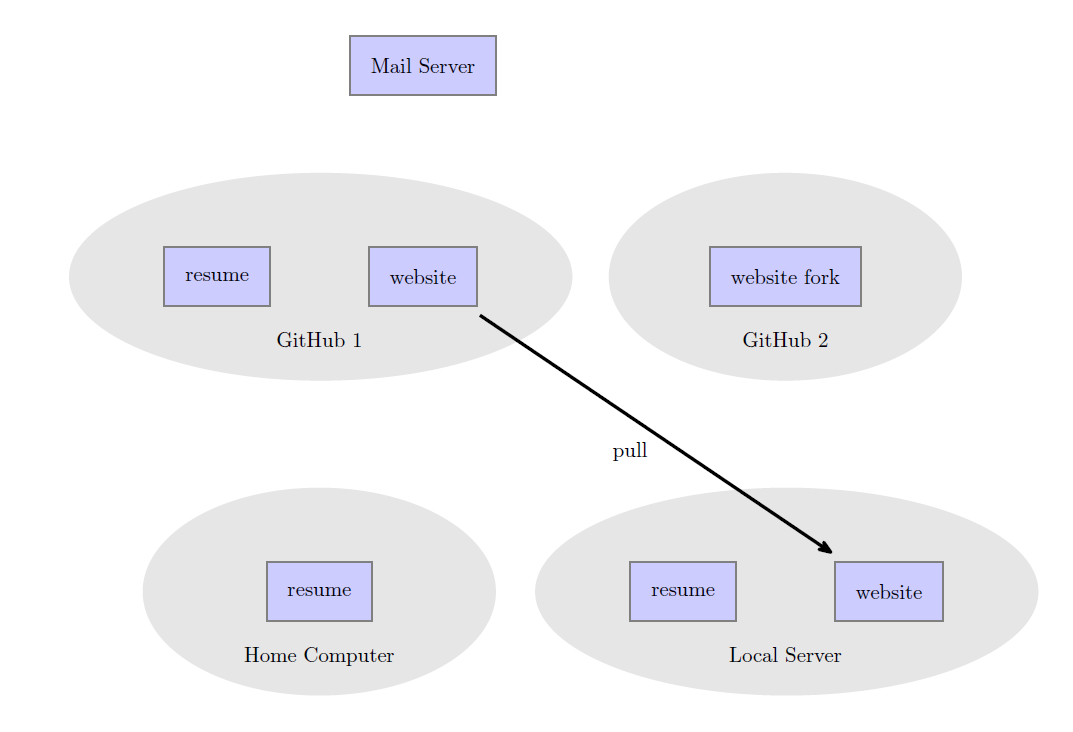 Mail Server
resume
website
GitHub 1
website fork
GitHub 2
pull
resume
Home Computer
resume
website
Local Server